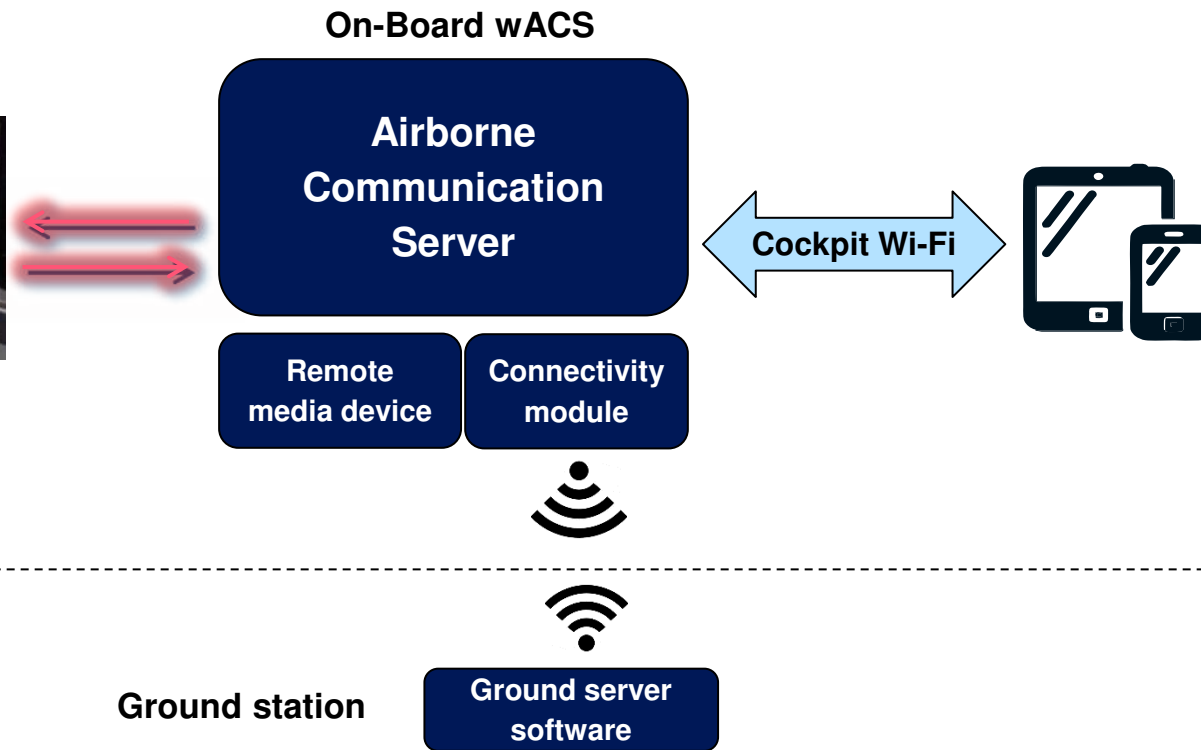 On-Board wACS
Airborne
Communication
Server
Cockpit Wi-Fi
Remote
media device
Connectivity
module
Ground station
Ground server
software